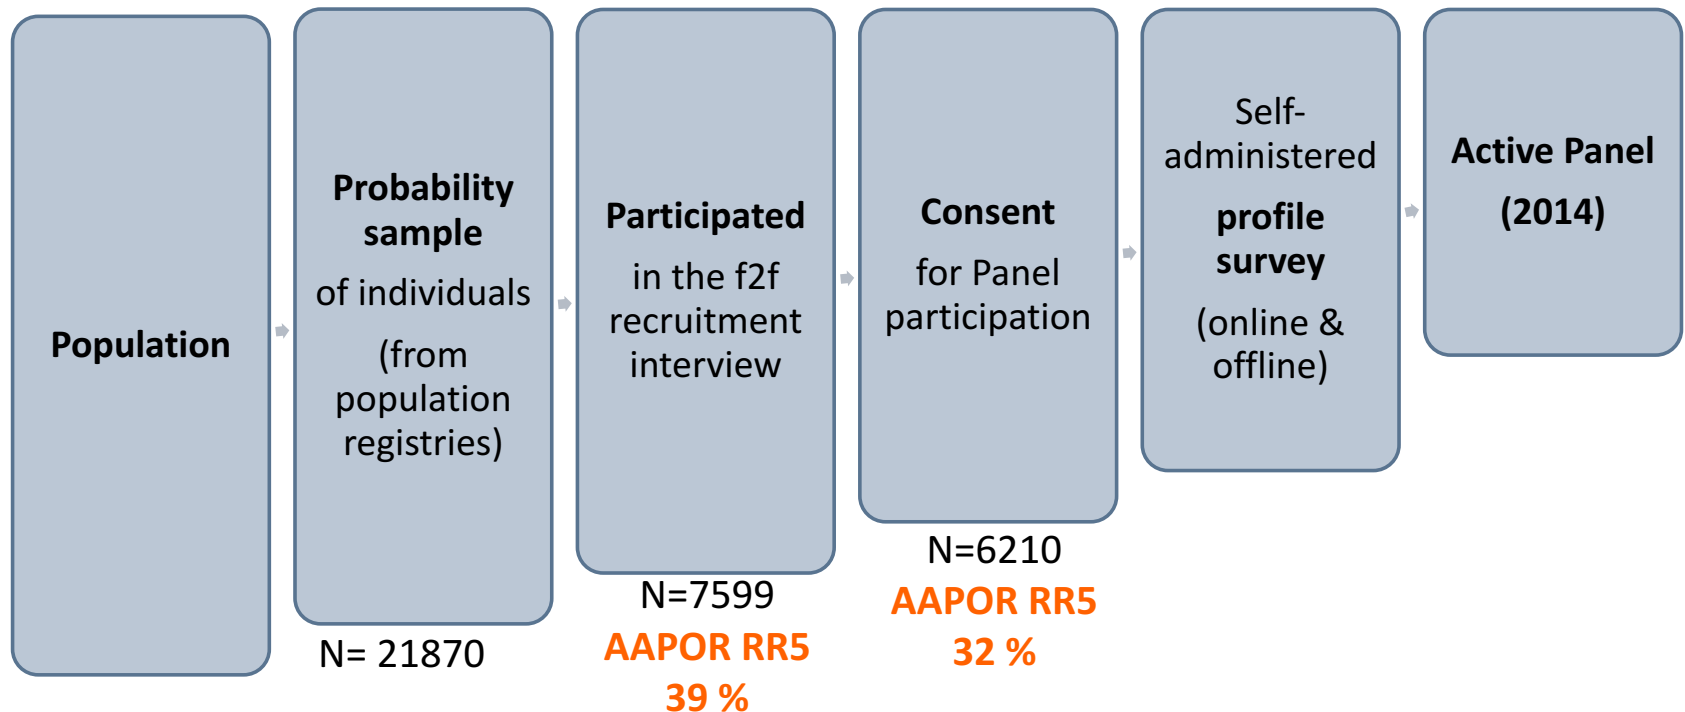 Population
Probability
sample
of individuals
(from
population
registries)
N= 21870
Participated
in the f2f
recruitment
interview
N=7599
AAPOR RR5
39 %
Consent
for Panel
participation
N=6210
AAPOR RR5
32 %
Self-
administered
profile
survey
(online &
offline)
Active Panel
(2014)